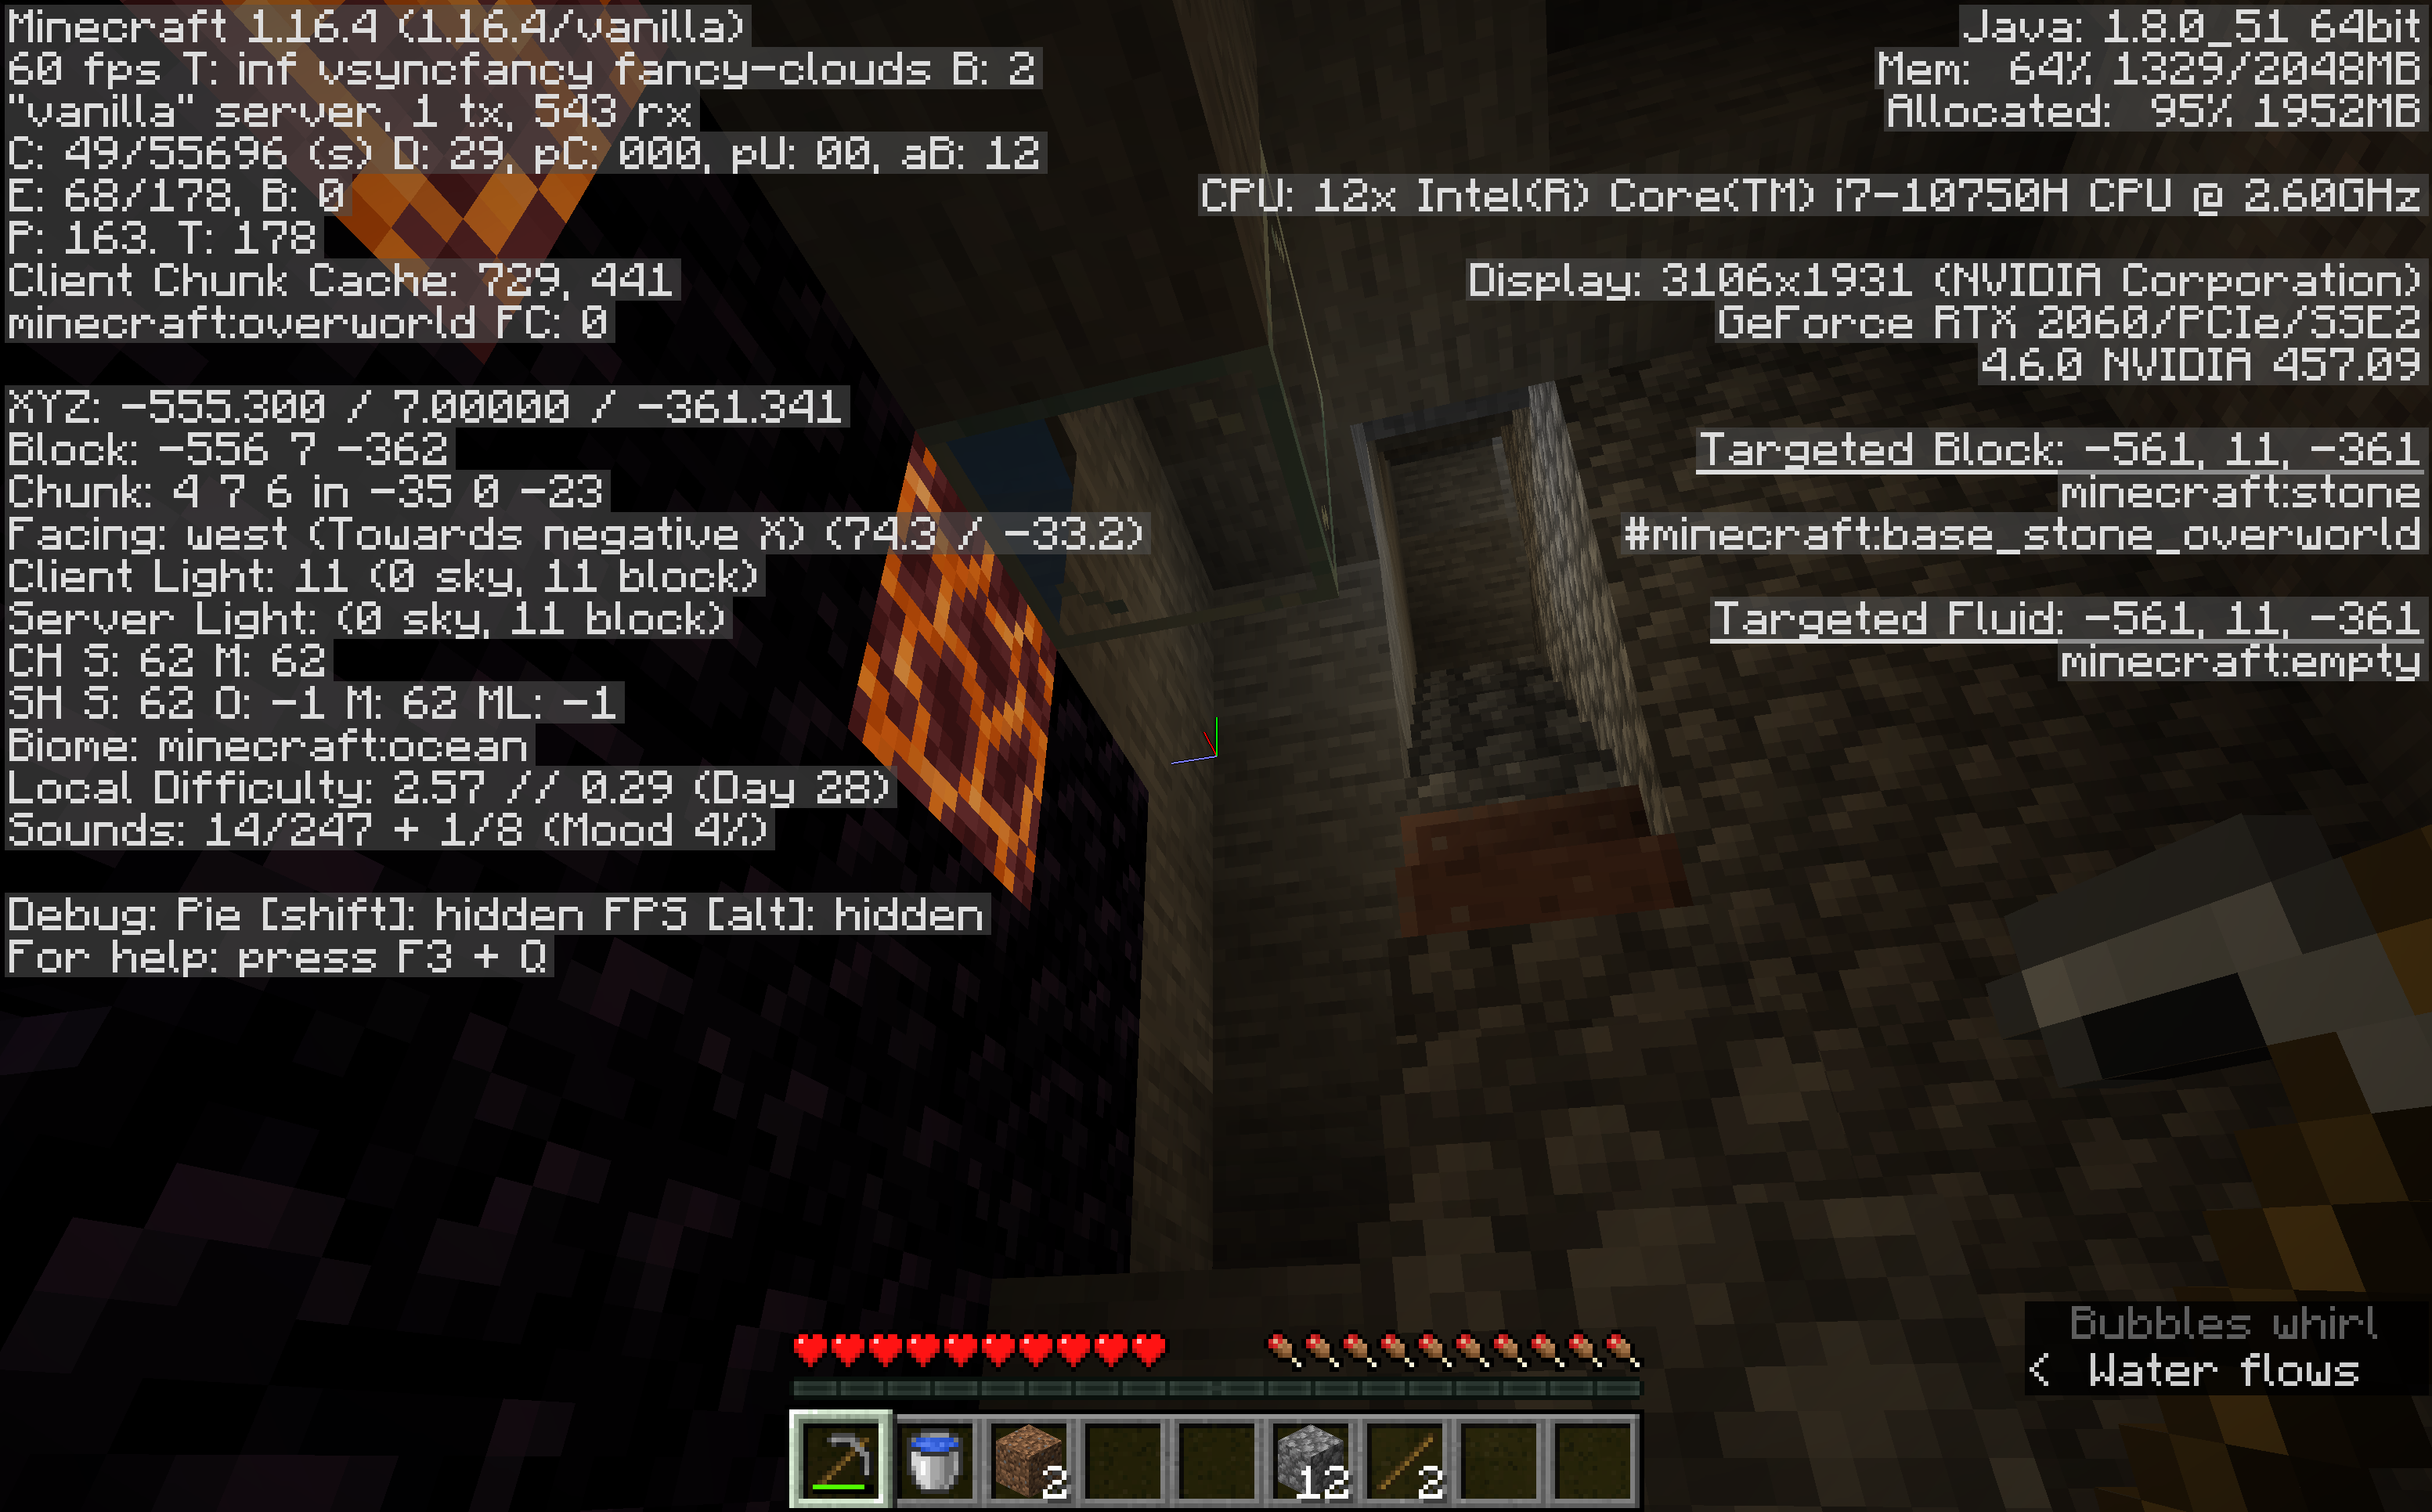 Minecraft 1.16.4 (1.16.4/vanilla)
60 fps T: inf vsyncfancy fancy-clouds B: 2
"vanilla" server, 1 tx, 543 rx
C: 49/55696 (s) D: 29, pC: 000, pU: 00, aB: 12
E: 68/178, B: 0
P: 163. T: 178
Client Chunk Cache: 729, 441
minecraft:overworld FC: 0
XYZ: -555.300 / 7.00000 / -361.341
Block: -556 7 -362
Chunk: 4 7 6 in -35 0 -23
Facing: west (Towards negative X) (74.3 / -33.2)
Client Light: 11 (0 sky, 11 block)
Server Light: (0 sky, 11 block)
CH S: 62 M: 62
SH S: 62 O: -1 M: 62 ML: -1
Biome: minecraft:ocean
Local Difficulty: 2.57 // 0.29 (Day 28)
Sounds: 14/247 + 1/8 (Mood 4%)
Debug: Pie [shift]: hidden FPS [alt]: hidden
For help: press F3 + Q
Java: 1.8.0_51 64bit
Mem: 64% 1329/2048MB
Allocated: 95% 1952MB
CPU: 12x Intel(R) Core(TM) i7-10750H CPU @ 2.60GHz
Display: 3106x1931 (NVIDIA Corporation)
GeForce RTX 2060/PCIe/SSE2
4.6.0 NVIDIA 457.09
Targeted Block: -561, 11, -361
minecraft:stone
#minecraft:base_stone_overworld
Targeted Fluid: -561, 11, -361
minecraft:empty
Bubbles whirl
< Water flows
2
12
2